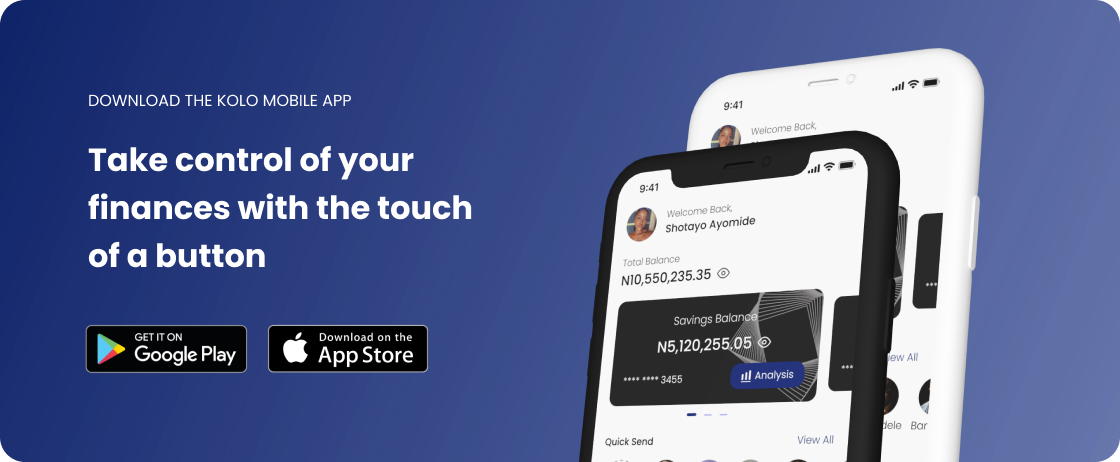 DOWNLOAD THE KOLO MOBILE APP
Take control of your
finances with the touch
of a button
GET IT ON
Google Play
Download on the
App Store
9:41
Welcome Back,
9:41
Welcome Back,
Shotayo Ayomide
Total Balance
N10,550,235.35
Savings Balance
N5,120,255.05
**** **** 3455
Analysis
****
****
Quick Send
View All
View All
dele
Bar